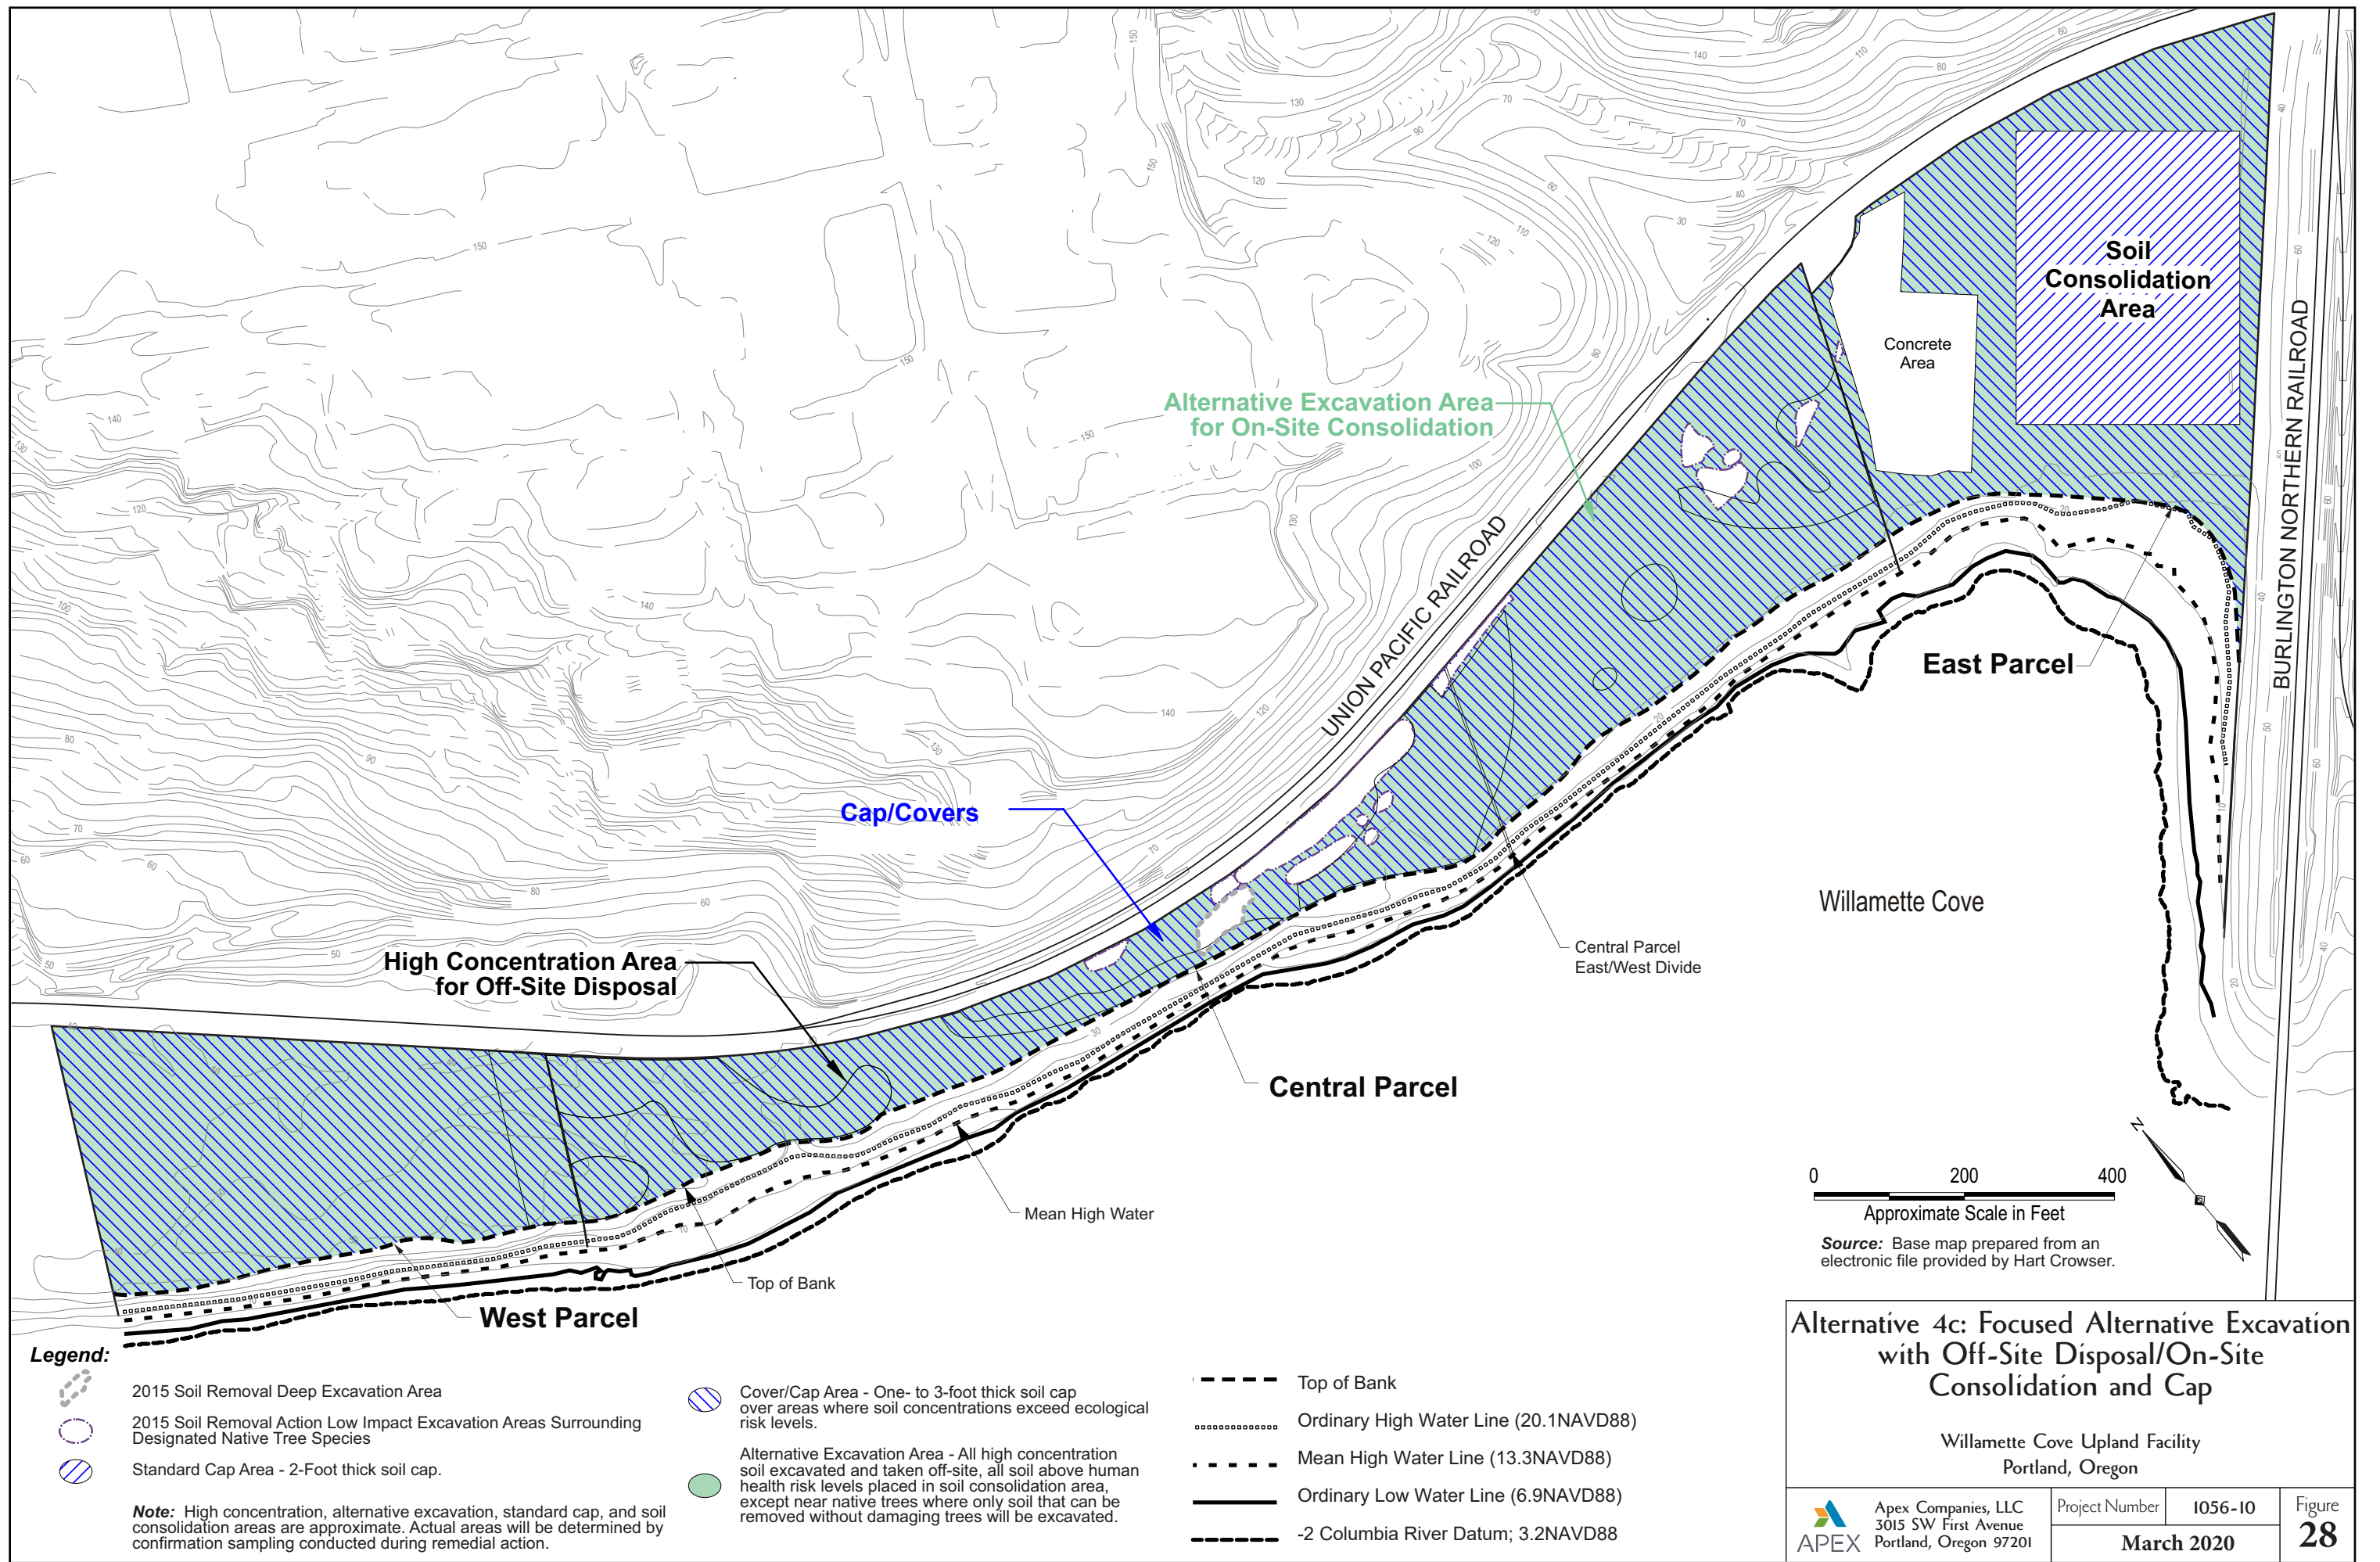 Soil
Consolidation
Area
Concrete
Area
BURLINGTON NORTHERN RAILROAD
UNION PACIFIC RAILROAD
Alternative Excavation Area
for On-Site Consolidation
East Parcel
Cap/Covers
Willamette Cove
Central Parcel
East/West Divide
High Concentration Area
for Off-Site Disposal
Central Parcel
Mean High Water
Top of Bank
West Parcel
N
0 200 400
Approximate Scale in Feet
Source: Base map prepared from an
electronic file provided by Hart Crowser.
Legend:
2015 Soil Removal Deep Excavation Area
2015 Soil Removal Action Low Impact Excavation Areas Surrounding
Designated Native Tree Species
Standard Cap Area - 2-Foot thick soil cap.
Note: High concentration, alternative excavation, standard cap, and soil
consolidation areas are approximate. Actual areas will be determined by
confirmation sampling conducted during remedial action.
Cover/Cap Area - One- to 3-foot thick soil cap
over areas where soil concentrations exceed ecological
risk levels.
Alternative Excavation Area - All high concentration
soil excavated and taken off-site, all soil above human
health risk levels placed in soil consolidation area,
except near native trees where only soil that can be
removed without damaging trees will be excavated.
Top of Bank
Ordinary High Water Line (20.1NAVD88)
Mean High Water Line (13.3NAVD88)
Ordinary Low Water Line (6.9NAVD88)
-2 Columbia River Datum; 3.2NAVD88
Alternative 4c: Focused Alternative Excavation
with Off-Site Disposal/On-Site
Consolidation and Cap
Willamette Cove Upland Facility
Portland, Oregon
APEX
Apex Companies, LLC
3015 SW First Avenue
Portland, Oregon 97201
Project Number 1056-10
March 2020
Figure
28